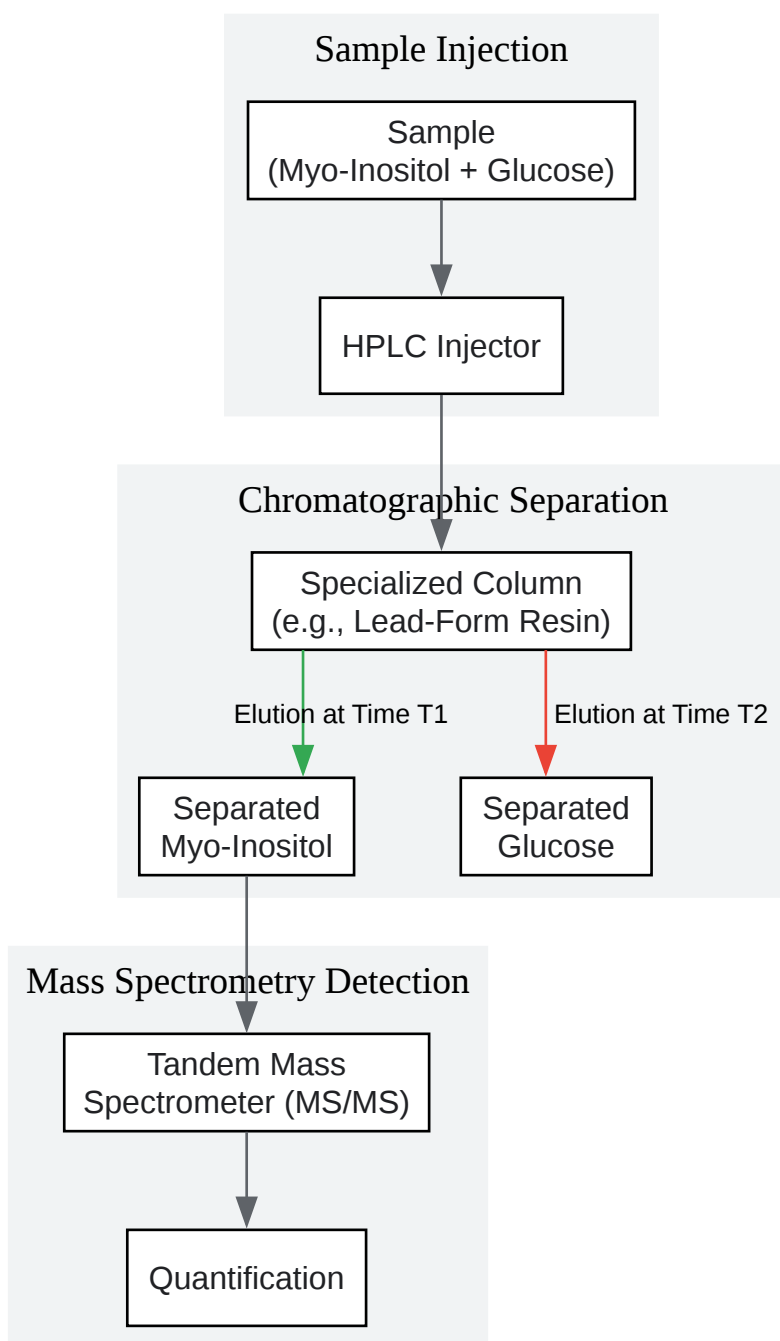 Sample Injection
Sample
(Myo-Inositol + Glucose)
HPLC Injector
Chromatographic Separation
Specialized Column
(e.g., Lead-Form Resin)
Elution at Time T1
Elution at Time T2
Separated
Myo-Inositol
Separated
Glucose
Mass Spectrometry Detection
Tandem Mass
Spectrometer (MS/MS)
Quantification